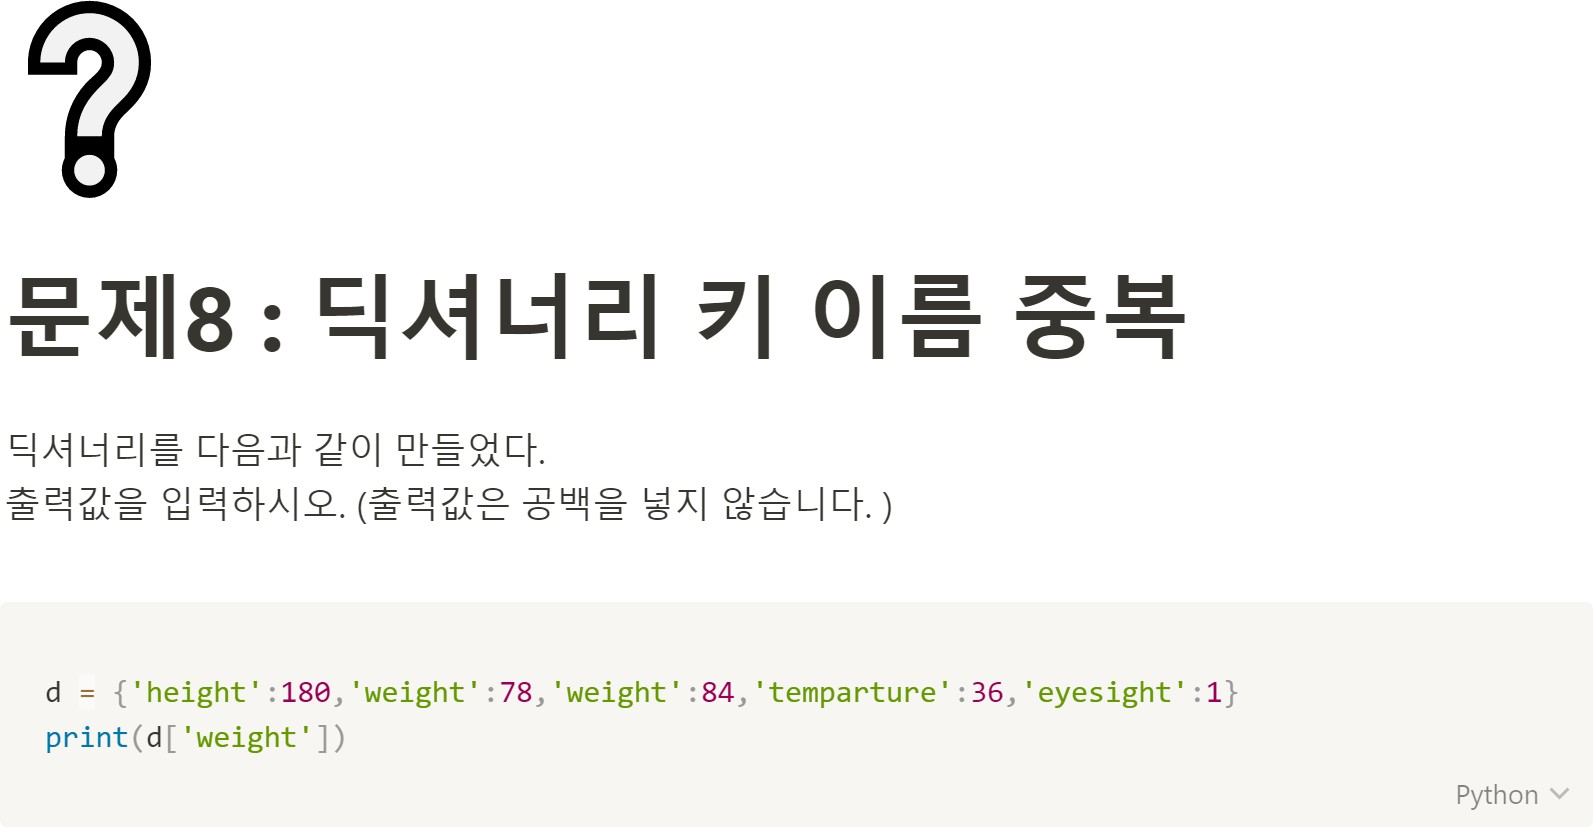 문제8 : 딕셔너리 키 이름 중복
딕셔너리를 다음과 같이 만들었다.
출력값을 입력하시오. (출력값은 공백을 넣지 않습니다. )
d = {'height':180,'weight':78,'weight':84,'temparture':36,'eyesight':1}
print(d['weight'])
Python